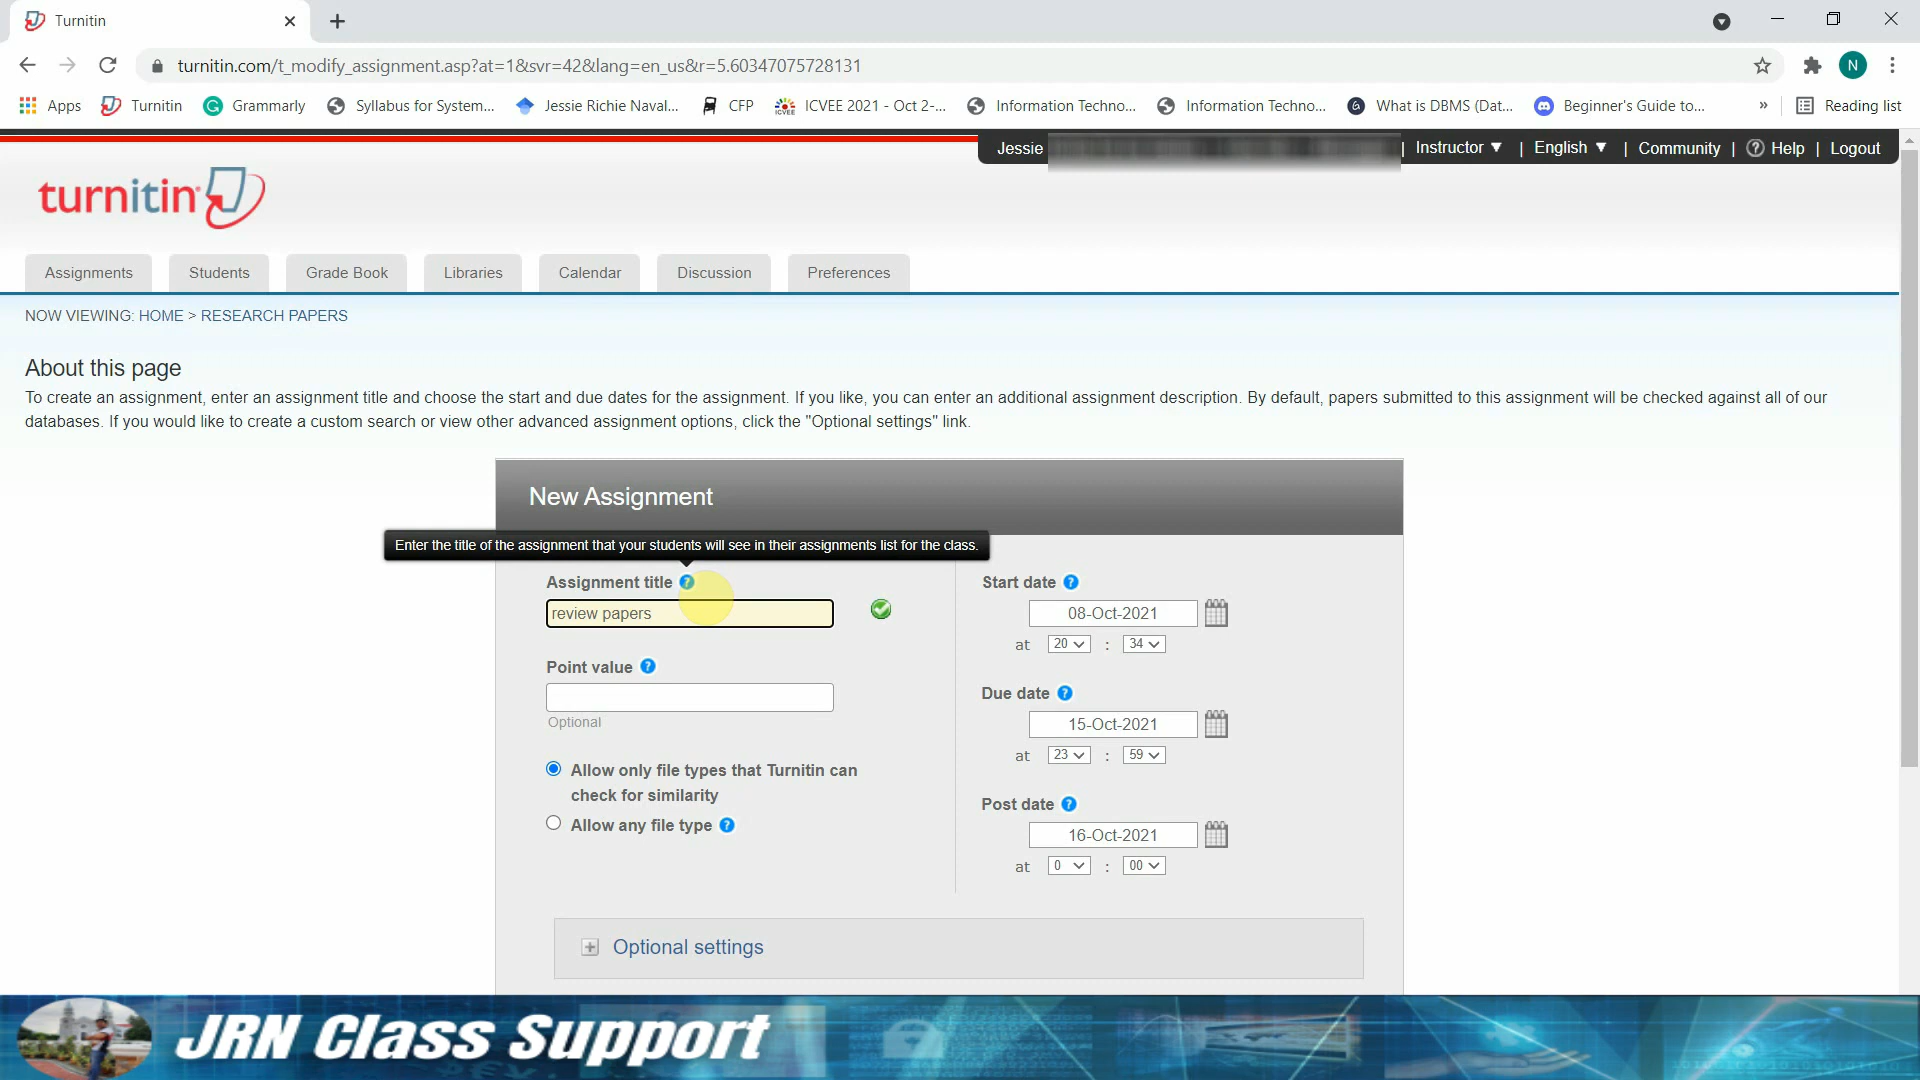 Turnitin
turnitin.com/t_modify_assignment.asp?at=1&svr=42&lang=en_us&r=5.60347075728131
N
Apps Turnitin Grammarly Syllabus for System... Jessie Richie Naval... CFP ICVEE 2021 - Oct 2-... Information Techno... Information Techno... What is DBMS (Dat... Beginner's Guide to... » Reading list
Jessie | Instructor ▼ | English ▼ | Community | ? Help | Logout
turnitin
Assignments Students Grade Book Libraries Calendar Discussion Preferences
NOW VIEWING: HOME > RESEARCH PAPERS
About this page
To create an assignment, enter an assignment title and choose the start and due dates for the assignment. If you like, you can enter an additional assignment description. By default, papers submitted to this assignment will be checked against all of our
databases. If you would like to create a custom search or view other advanced assignment options, click the "Optional settings" link.
New Assignment
Enter the title of the assignment that your students will see in their assignments list for the class.
Assignment title ?
review papers
Point value ?
Optional
Allow only file types that Turnitin can
check for similarity
Allow any file type ?
Start date ?
08-Oct-2021
at 20 : 34
Due date ?
15-Oct-2021
at 23 : 59
Post date ?
16-Oct-2021
at 0 : 00
Optional settings
JRN Class Support